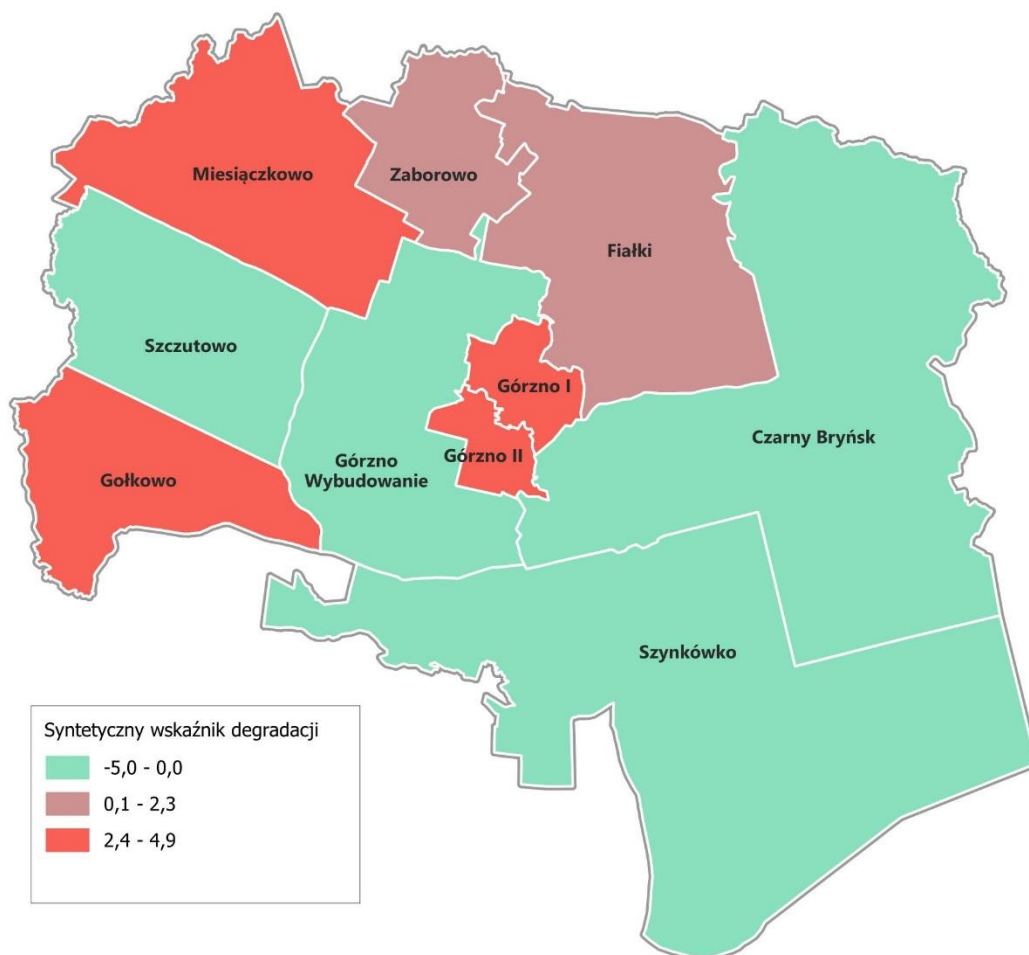 Miesiączkowo
Zaborowo
Fiałki
Szczutowo
Górzno I
Czarny Bryńsk
Górzno II
Górzno
Wybudowanie
Gołkowo
Szynkówko
Syntetyczny wskaźnik degradacji
-5,0 - 0,0
0,1 - 2,3
2,4 - 4,9